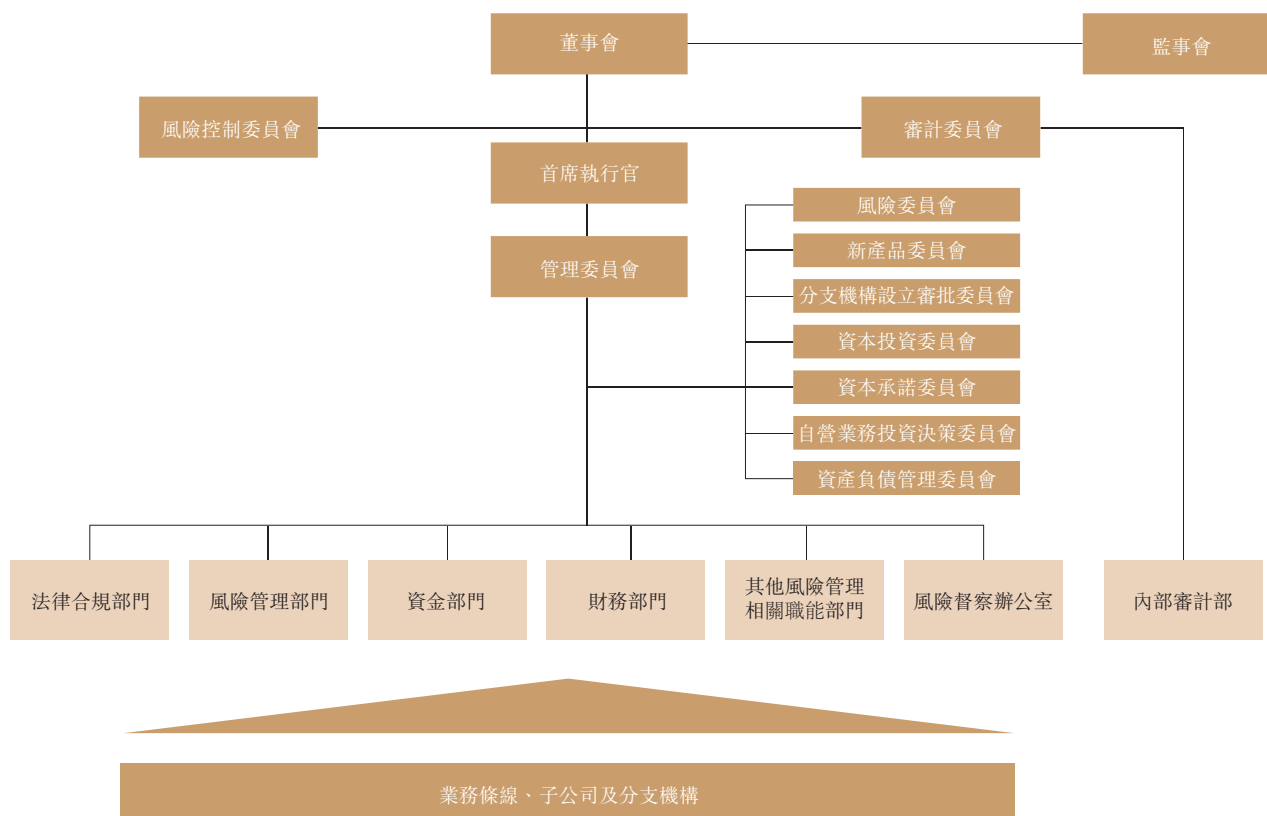 董事會
監事會
風險控制委員會
審計委員會
首席執行官
管理委員會
風險委員會
新產品委員會
分支機構設立審批委員會
資本投資委員會
資本承諾委員會
自營業務投資決策委員會
資產負債管理委員會
法律合規部門
風險管理部門
資金部門
財務部門
其他風險管理
相關職能部門
風險督察辦公室
內部審計部
業務條線、子公司及分支機構